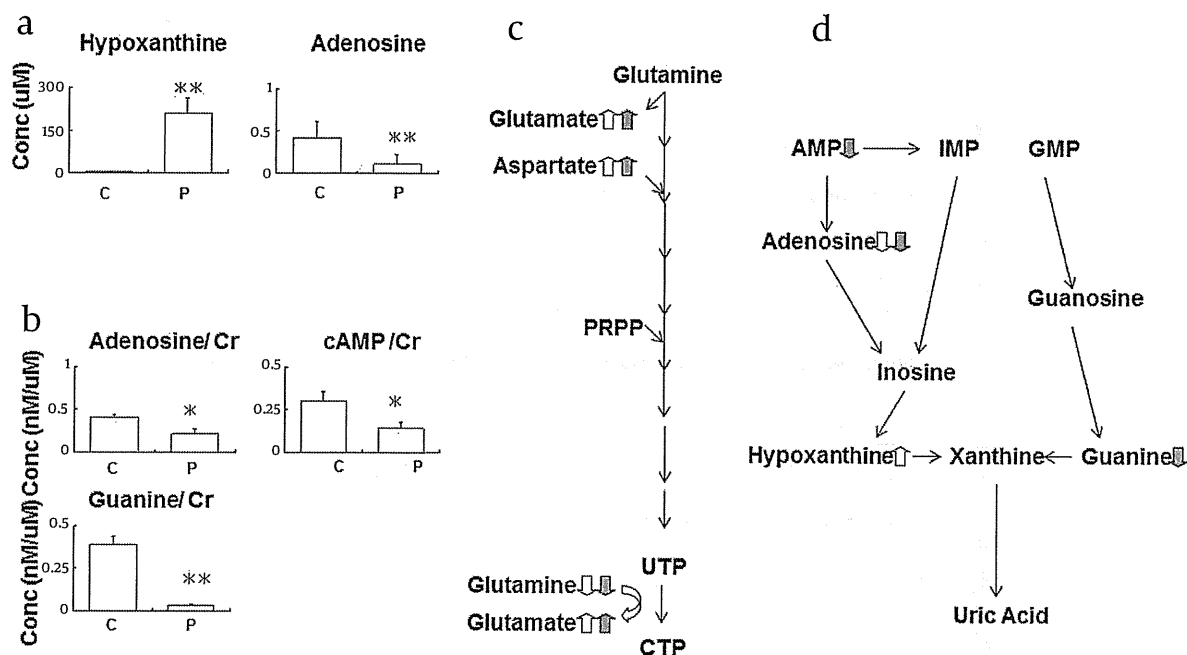 a
Hypoxanthine
Conc (uM)
300
150
0
**
C
P
Adenosine
1
0.5
0
**
C
P
b
Adenosine/ Cr
Conc (nM/uM)
1
0.5
0
*
C
P
cAMP /Cr
0.5
0.25
0
*
C
P
Guanine/ Cr
Conc (nM/uM)
0.5
0.25
0
**
C
P
c
Glutamine
Glutamate
Aspartate
PRPP
UTP
Glutamine
Glutamate
CTP
d
AMP IMP GMP
Adenosine
Guanosine
Inosine
Hypoxanthine Xanthine Guanine
Uric Acid